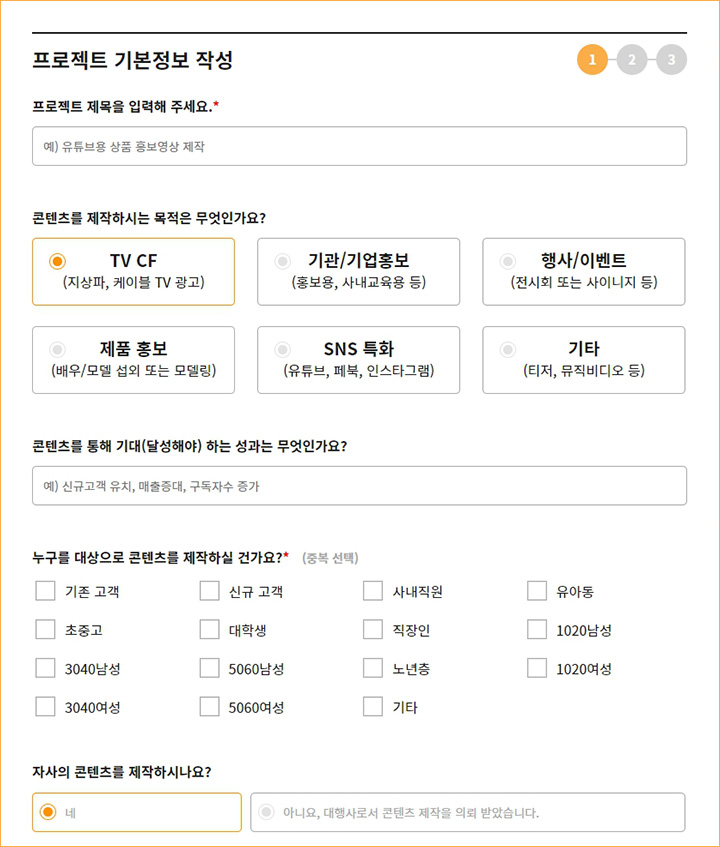 프로젝트 기본정보 작성
1 2 3
프로젝트 제목을 입력해 주세요.*
예) 유튜브용 상품 홍보영상 제작
콘텐츠를 제작하시는 목적은 무엇인가요?
TV CF
(지상파, 케이블 TV 광고)
기관/기업홍보
(홍보용, 사내교육용 등)
행사/이벤트
(전시회 또는 사이니지 등)
제품 홍보
(배우/모델 섭외 또는 모델링)
SNS 특화
(유튜브, 페북, 인스타그램)
기타
(티저, 뮤직비디오 등)
콘텐츠를 통해 기대(달성해야) 하는 성과는 무엇인가요?
예) 신규고객 유치, 매출증대, 구독자수 증가
누구를 대상으로 콘텐츠를 제작하실 건가요?* (중복 선택)
기존 고객 신규 고객 사내직원 유아동
초중고 대학생 직장인 1020남성
3040남성 5060남성 노년층 1020여성
3040여성 5060여성 기타
자사의 콘텐츠를 제작하시나요?
네 아니요, 대행사로서 콘텐츠 제작을 의뢰 받았습니다.